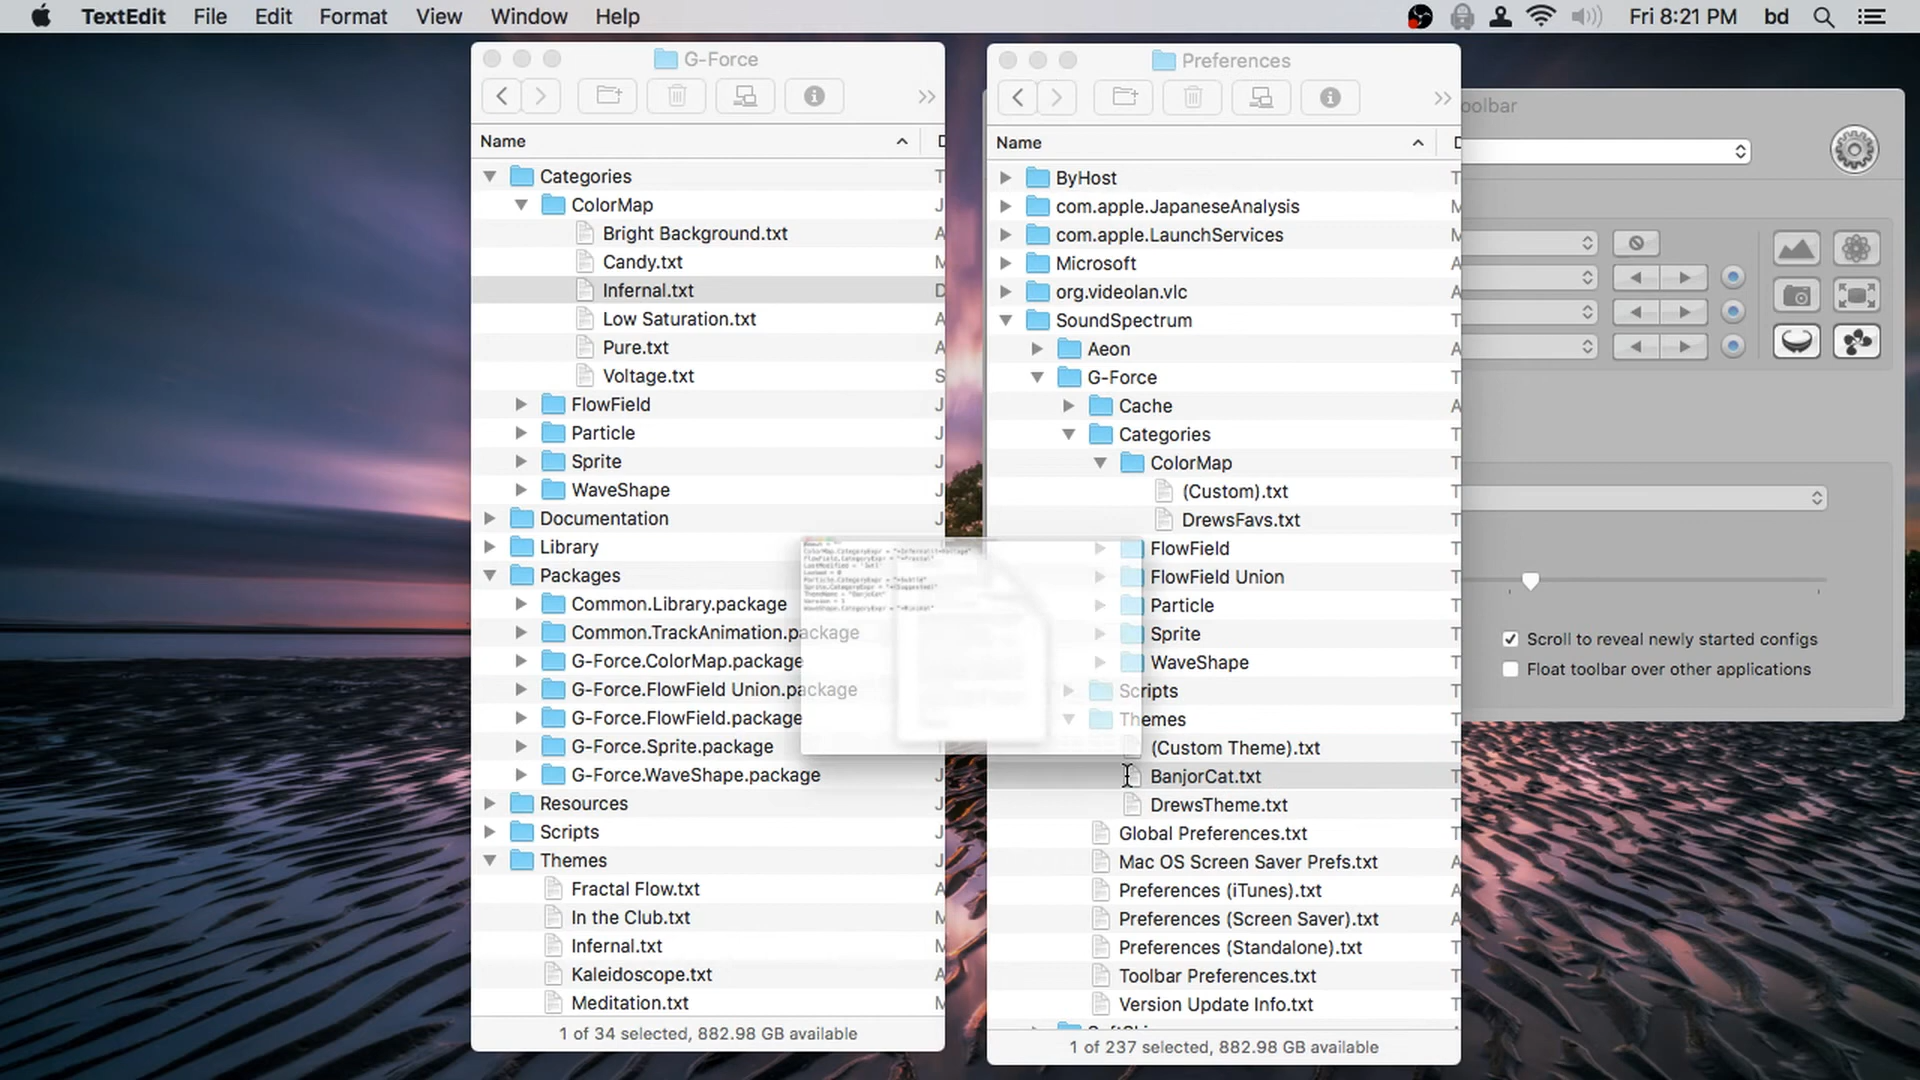 TextEdit File Edit Format View Window Help Fri 8:21 PM bd
G-Force
Name
Categories
ColorMap
Bright Background.txt
Candy.txt
Infernal.txt
Low Saturation.txt
Pure.txt
Voltage.txt
FlowField
Particle
Sprite
WaveShape
Documentation
Library
Packages
Common.Library.package
Common.TrackAnimation.package
G-Force.ColorMap.package
G-Force.FlowField Union.package
G-Force.FlowField.package
G-Force.Sprite.package
G-Force.WaveShape.package
Resources
Scripts
Themes
Fractal Flow.txt
In the Club.txt
Infernal.txt
Kaleidoscope.txt
Meditation.txt
1 of 34 selected, 882.98 GB available
Preferences
Name
ByHost
com.apple.JapaneseAnalysis
com.apple.LaunchServices
Microsoft
org.videolan.vlc
SoundSpectrum
Aeon
G-Force
Cache
Categories
ColorMap
(Custom).txt
DrewsFavs.txt
FlowField
FlowField Union
Particle
Sprite
WaveShape
Scripts
Themes
(Custom Theme).txt
BanjorCat.txt
DrewsTheme.txt
Global Preferences.txt
Mac OS Screen Saver Prefs.txt
Preferences (iTunes).txt
Preferences (Screen Saver).txt
Preferences (Standalone).txt
Toolbar Preferences.txt
Version Update Info.txt
1 of 237 selected, 882.98 GB available
Scroll to reveal newly started configs
Float toolbar over other applications